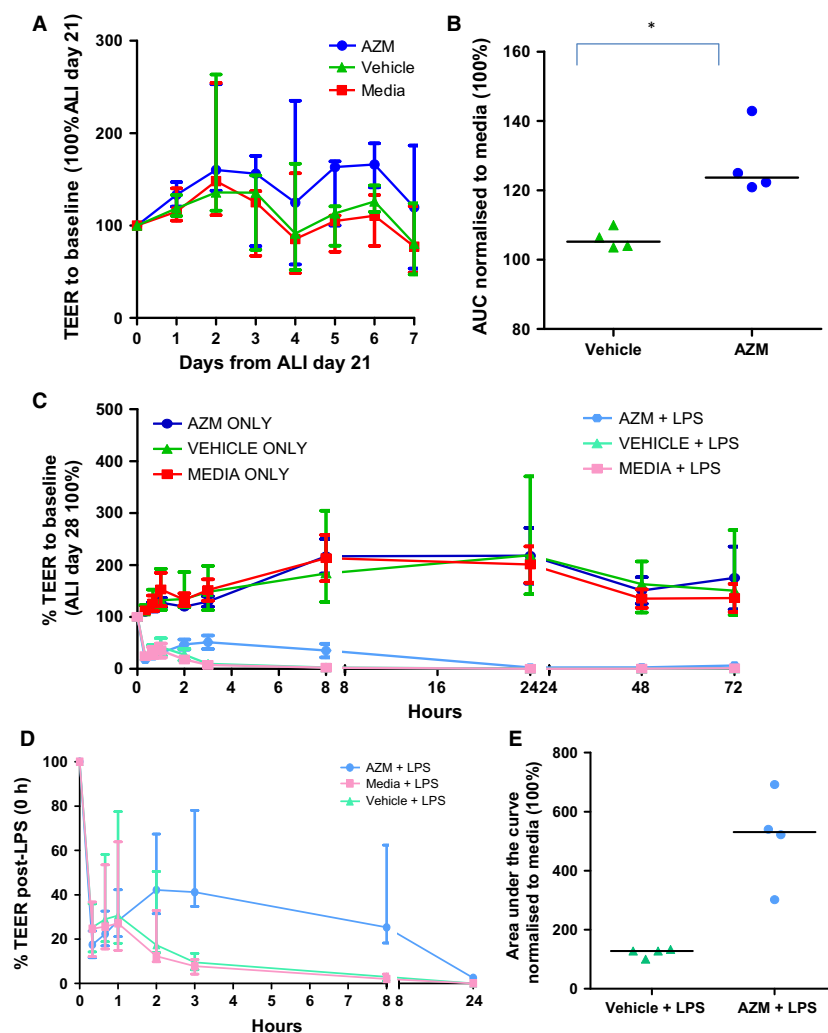 A
TEER to baseline (100% ALI day 21)
300
200
100
0
AZM
Vehicle
Media
0 1 2 3 4 5 6 7
Days from ALI day 21
B
AUC normalised to media (100%)
160
140
120
100
80
*
Vehicle AZM
C
% TEER to baseline
(ALI day 28 100%)
500
400
300
200
100
0
AZM ONLY
VEHICLE ONLY
MEDIA ONLY
AZM + LPS
VEHICLE + LPS
MEDIA + LPS
0 2 4 6 8 8 16 24 24 48 72
Hours
D
% TEER post-LPS (0 h)
100
80
60
40
20
0
AZM + LPS
Media + LPS
Vehicle + LPS
0 1 2 3 4 5 6 7 8 8 24
Hours
E
Area under the curve
normalised to media (100%)
800
600
400
200
0
Vehicle + LPS AZM + LPS